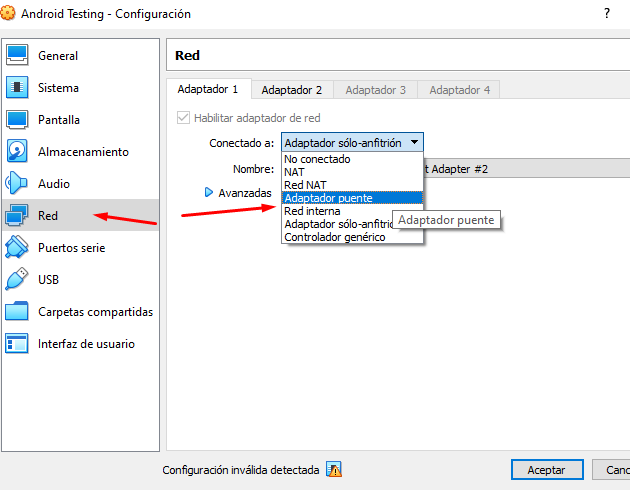 Android Testing - Configuración
?
General
Sistema
Pantalla
Almacenamiento
Audio
Red
Puertos serie
USB
Carpetas compartidas
Interfaz de usuario
Red
Adaptador 1
Adaptador 2
Adaptador 3
Adaptador 4
Habilitar adaptador de red
Conectado a: Adaptador sólo-anfitrión
No conectado
NAT
Red NAT
Adaptador puente
Red interna
Adaptador sólo-anfitrió
Controlador genérico
Adaptador puente
Nombre: t Adapter #2
Avanzadas
Configuración inválida detectada
Aceptar
Canc